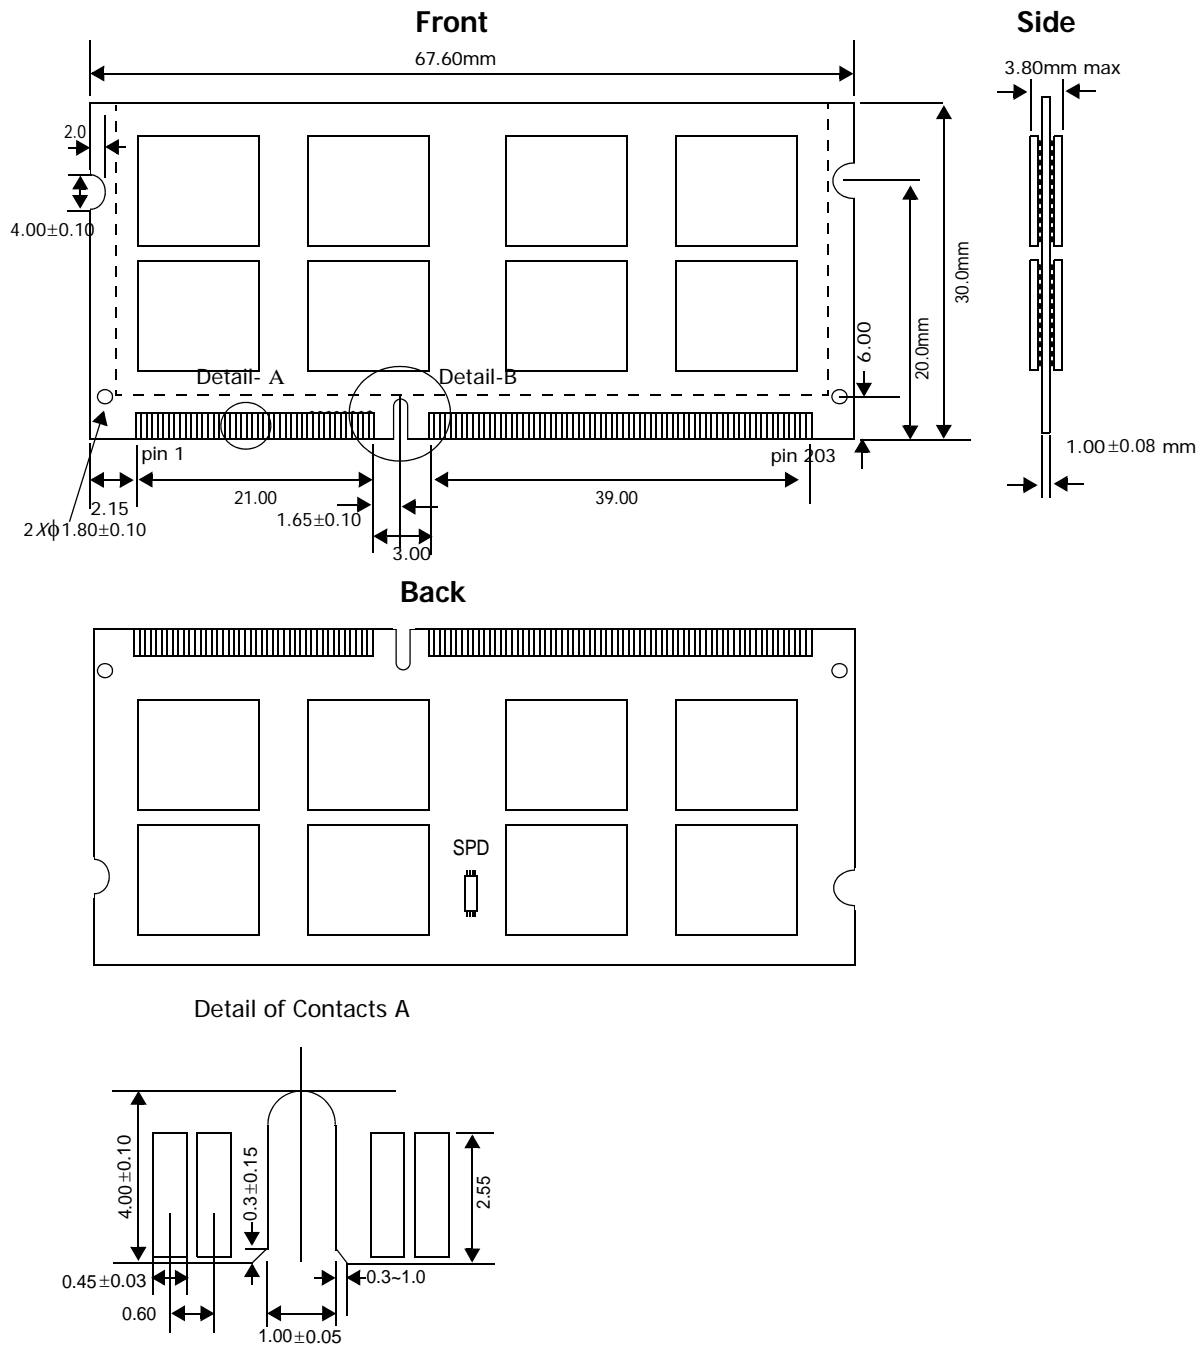 Front
Side
67.60mm
3.80mm max
2.0
4.00±0.10
30.0mm
20.0mm
6.00
Detail- A
Detail-B
pin 1
pin 203
1.00±0.08 mm
2.15
21.00
1.65±0.10
39.00
2Xφ1.80±0.10
3.00
Back
SPD
Detail of Contacts A
4.00±0.10
0.3±0.15
2.55
0.45±0.03
0.3~1.0
0.60
1.00±0.05